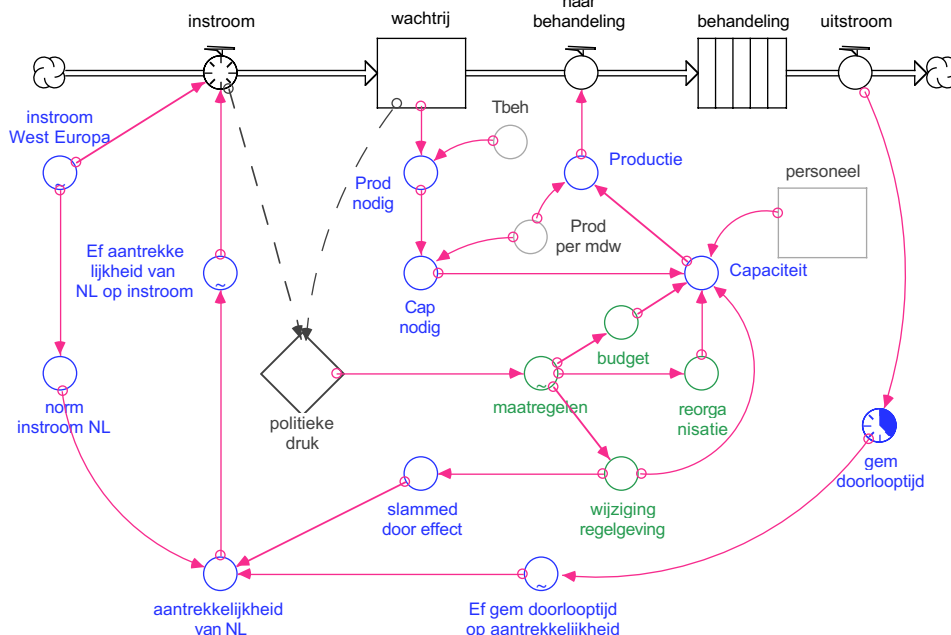 instroom
wachtrij
naar
behandeling
behandeling
uitstroom
instroom
West Europa
Tbeh
Prod
nodig
Productie
personeel
Prod
per mdw
Ef aantrekke
lijkheid van
NL op instroom
Cap
nodig
Capaciteit
budget
norm
instroom NL
politieke
druk
maatregelen
reorga
nisatie
gem
doorlooptijd
slammed
door effect
wijziging
regelgeving
aantrekkelijkheid
van NL
Ef gem doorlooptijd
op aantrekkelijkheid